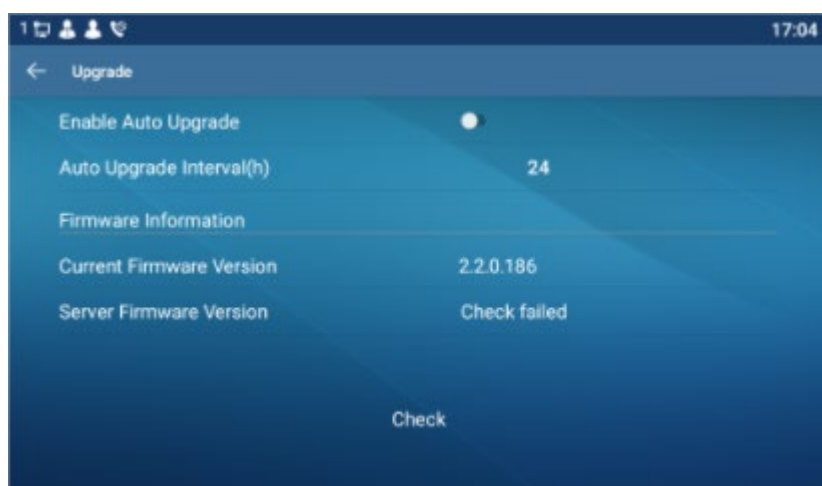 1 17:04
Upgrade
Enable Auto Upgrade
Auto Upgrade Interval(h) 24
Firmware Information
Current Firmware Version 2.2.0.186
Server Firmware Version Check failed
Check